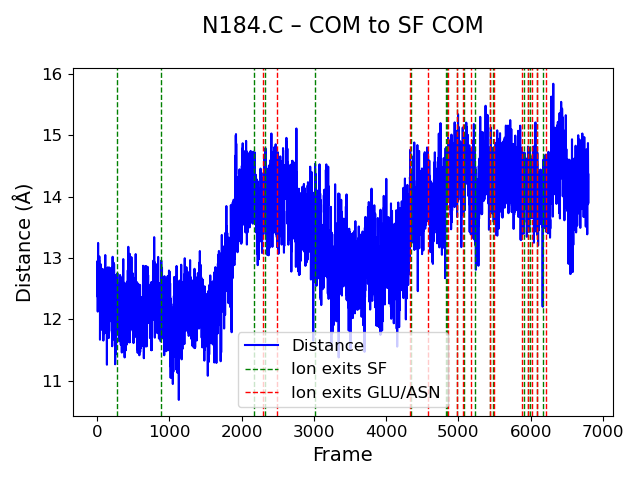 N184.C – COM to SF COM
16
15
14
13
12
11
Distance (Å)
Distance
Ion exits SF
Ion exits GLU/ASN
0 1000 2000 3000 4000 5000 6000 7000
Frame